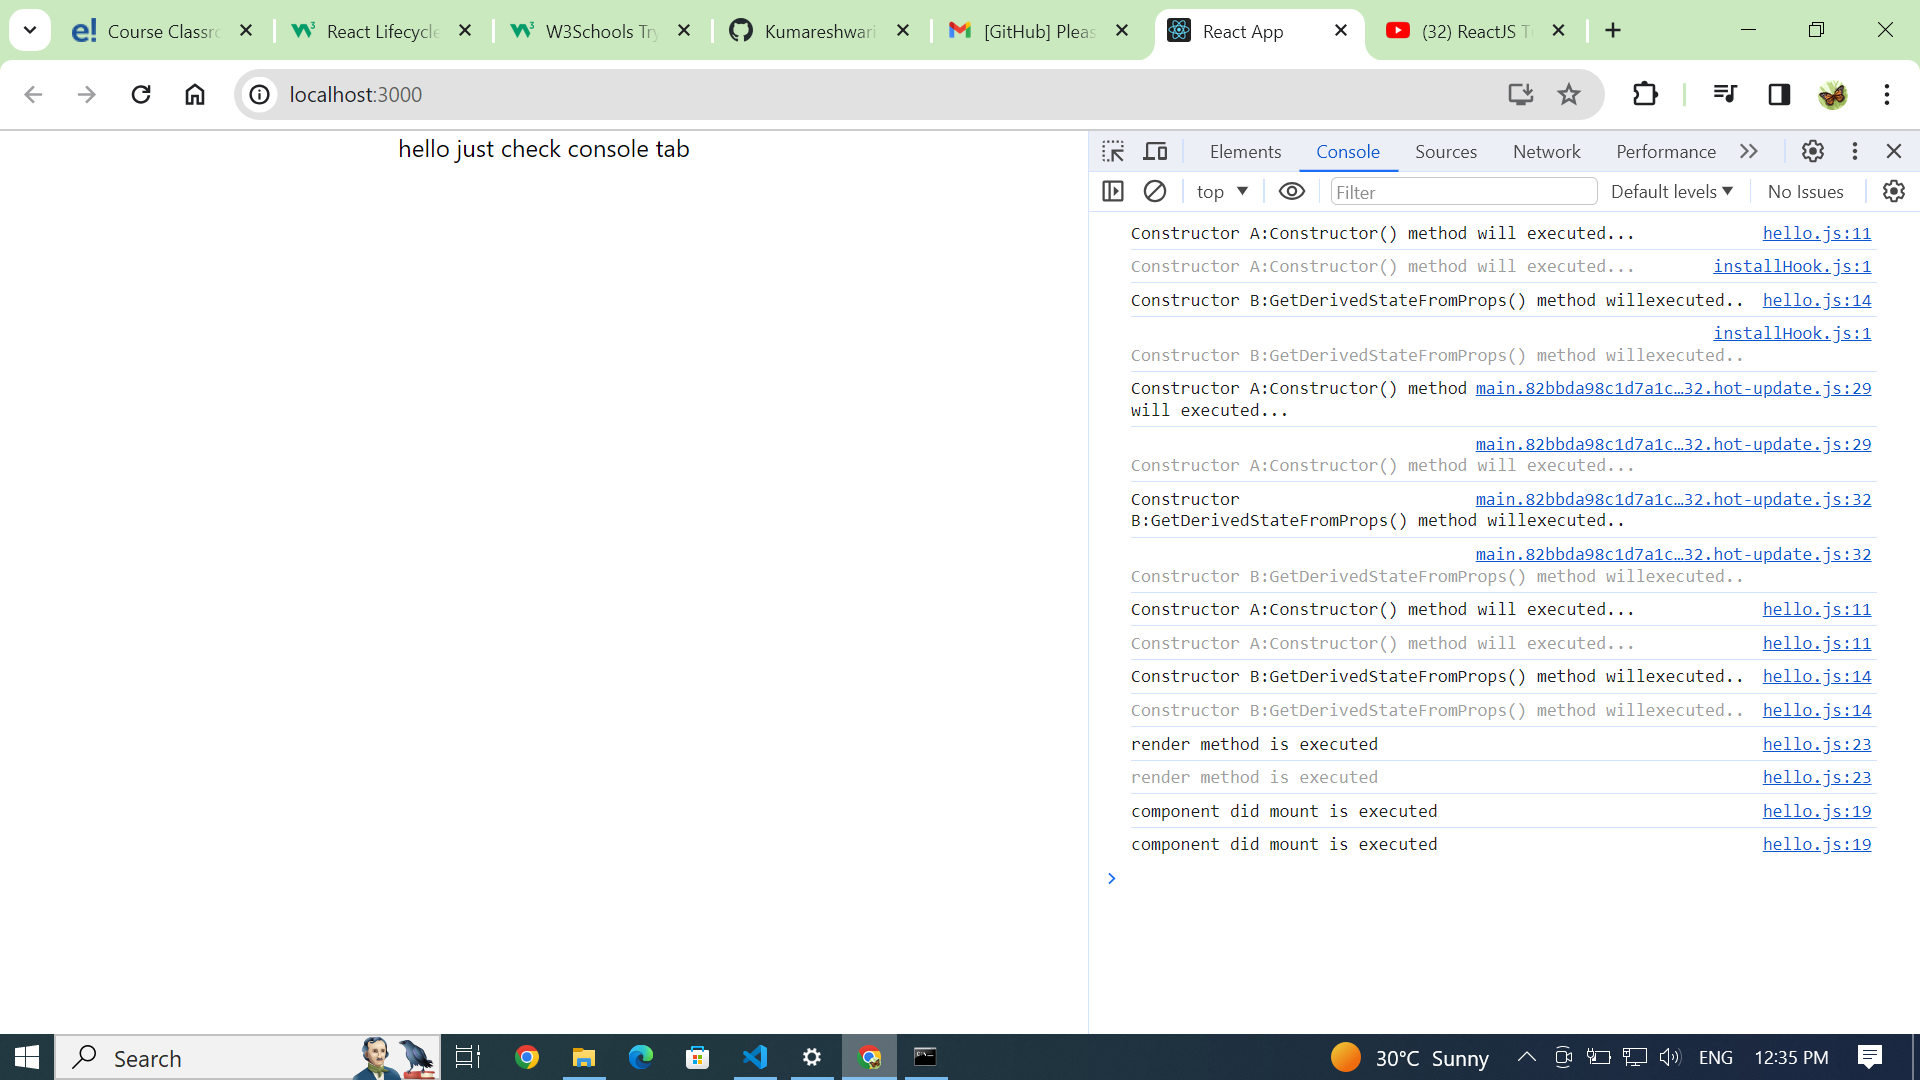 Course Classro
React Lifecycle
W3Schools Try
Kumareshwari
[GitHub] Pleas
React App
(32) ReactJS T
localhost:3000
hello just check console tab
Elements Console Sources Network Performance
top Filter Default levels No Issues
Constructor A:Constructor() method will executed... hello.js:11
Constructor A:Constructor() method will executed... installHook.js:1
Constructor B:GetDerivedStateFromProps() method willexecuted.. hello.js:14
installHook.js:1
Constructor B:GetDerivedStateFromProps() method willexecuted..
Constructor A:Constructor() method main.82bbda98c1d7a1c…32.hot-update.js:29
will executed...
main.82bbda98c1d7a1c…32.hot-update.js:29
Constructor A:Constructor() method will executed...
Constructor main.82bbda98c1d7a1c…32.hot-update.js:32
B:GetDerivedStateFromProps() method willexecuted..
main.82bbda98c1d7a1c…32.hot-update.js:32
Constructor B:GetDerivedStateFromProps() method willexecuted..
Constructor A:Constructor() method will executed... hello.js:11
Constructor A:Constructor() method will executed... hello.js:11
Constructor B:GetDerivedStateFromProps() method willexecuted.. hello.js:14
Constructor B:GetDerivedStateFromProps() method willexecuted.. hello.js:14
render method is executed hello.js:23
render method is executed hello.js:23
component did mount is executed hello.js:19
component did mount is executed hello.js:19
Search
30°C Sunny
ENG
12:35 PM